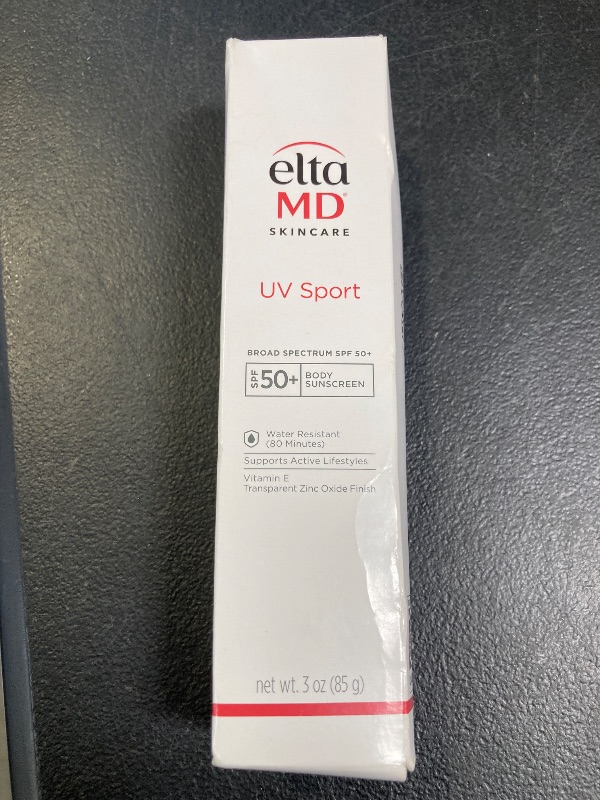 elta
MD®
SKINCARE
UV Sport
BROAD SPECTRUM SPF 50+
SPF 50+ BODY
SUNSCREEN
Water Resistant
(80 Minutes)
Supports Active Lifestyles
Vitamin E
Transparent Zinc Oxide Finish
net wt. 3 oz (85 g)